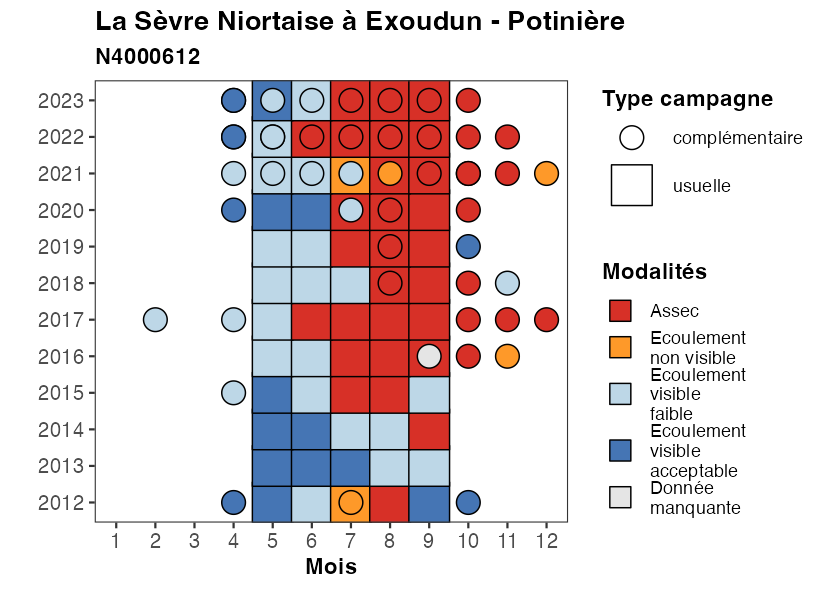 La Sèvre Niortaise à Exoudun - Potinière
N4000612
2023
2022
2021
2020
2019
2018
2017
2016
2015
2014
2013
2012
1 2 3 4 5 6 7 8 9 10 11 12
Mois
Type campagne
complémentaire
usuelle
Modalités
Assec
Ecoulement
non visible
Ecoulement
visible
faible
Ecoulement
visible
acceptable
Donnée
manquante